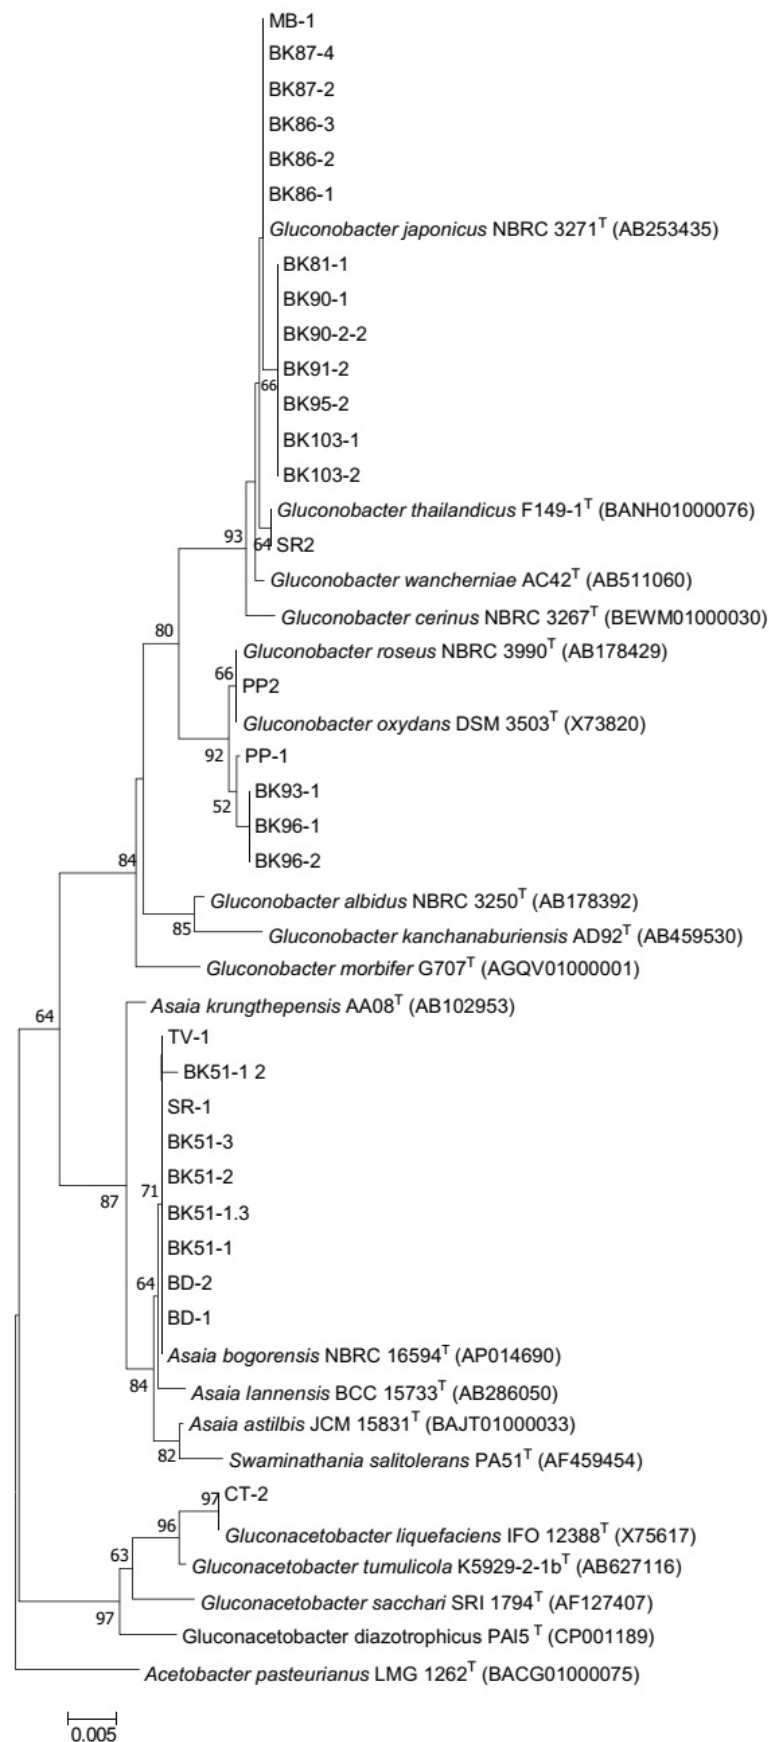 MB-1
BK87-4
BK87-2
BK86-3
BK86-2
BK86-1
Gluconobacter japonicus NBRC 3271T (AB253435)
BK81-1
BK90-1
BK90-2-2
BK91-2
66
BK95-2
BK103-1
BK103-2
Gluconobacter thailandicus F149-1T (BANH01000076)
93
64 SR2
Gluconobacter wancherniae AC42T (AB511060)
Gluconobacter cerinus NBRC 3267T (BEWM01000030)
80
Gluconobacter roseus NBRC 3990T (AB178429)
66
PP2
Gluconobacter oxydans DSM 3503T (X73820)
92
PP-1
BK93-1
52
BK96-1
BK96-2
84
Gluconobacter albidus NBRC 3250T (AB178392)
85
Gluconobacter kanchanaburiensis AD92T (AB459530)
Gluconobacter morbifer G707T (AGQV01000001)
Asaia krungthepensis AA08T (AB102953)
64
TV-1
BK51-1 2
SR-1
BK51-3
BK51-2
71
87
BK51-1.3
BK51-1
64
BD-2
BD-1
Asaia bogorensis NBRC 16594T (AP014690)
84
Asaia lannensis BCC 15733T (AB286050)
Asaia astilbis JCM 15831T (BAJT01000033)
82
Swaminathania salitolerans PA51T (AF459454)
97 CT-2
96
Gluconacetobacter liquefaciens IFO 12388T (X75617)
63
Gluconacetobacter tumulicola K5929-2-1bT (AB627116)
Gluconacetobacter sacchari SRI 1794T (AF127407)
97
Gluconacetobacter diazotrophicus PAI5 T (CP001189)
Acetobacter pasteurianus LMG 1262T (BACG01000075)
0.005